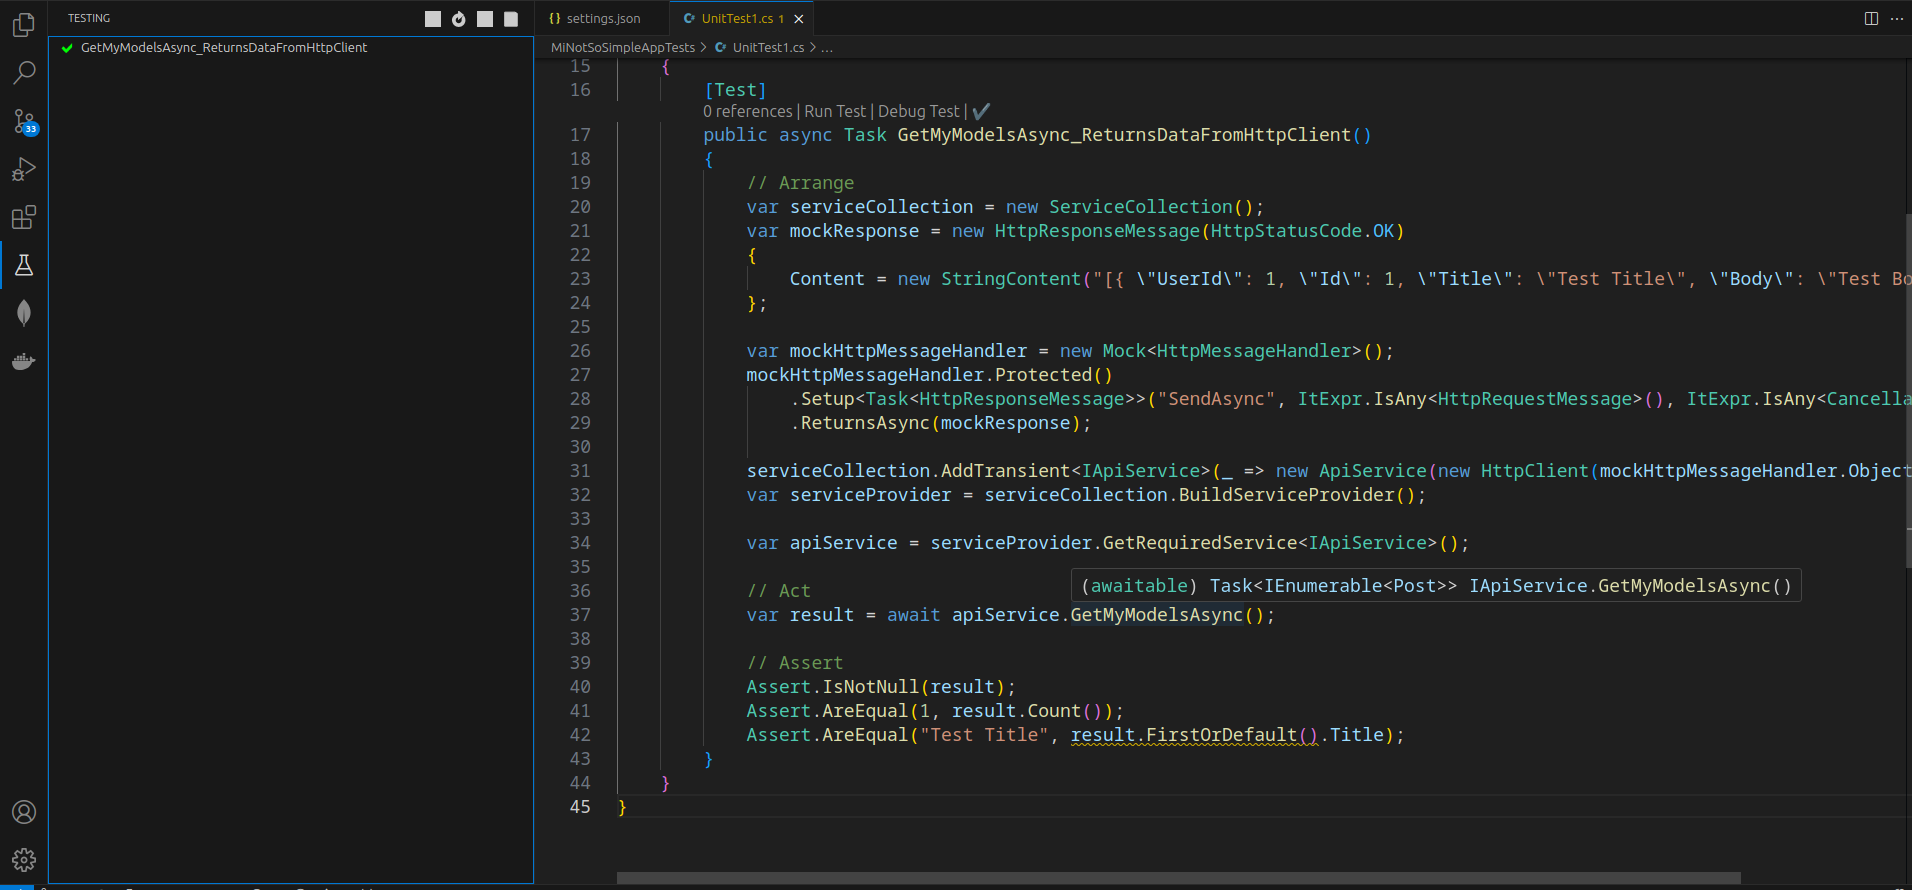 TESTING
GetMyModelsAsync_ReturnsDataFromHttpClient
33
{} settings.json
C# UnitTest1.cs 1
MiNotSoSimpleAppTests > C# UnitTest1.cs > ...
15 {
16 [Test]
0 references | Run Test | Debug Test |
17 public async Task GetMyModelsAsync_ReturnsDataFromHttpClient()
18 {
19 // Arrange
20 var serviceCollection = new ServiceCollection();
21 var mockResponse = new HttpResponseMessage(HttpStatusCode.OK)
22 {
23 Content = new StringContent("[{ \"UserId\": 1, \"Id\": 1, \"Title\": \"Test Title\", \"Body\": \"Test Bo
24 };
25
26 var mockHttpMessageHandler = new Mock<HttpMessageHandler>();
27 mockHttpMessageHandler.Protected()
28 .Setup<Task<HttpResponseMessage>>("SendAsync", ItExpr.IsAny<HttpRequestMessage>(), ItExpr.IsAny<Cancella
29 .ReturnsAsync(mockResponse);
30
31 serviceCollection.AddTransient<IApiService>(_ => new ApiService(new HttpClient(mockHttpMessageHandler.Object
32 var serviceProvider = serviceCollection.BuildServiceProvider();
33
34 var apiService = serviceProvider.GetRequiredService<IApiService>();
35
(awaitable) Task<IEnumerable<Post>> IApiService.GetMyModelsAsync()
36 // Act
37 var result = await apiService.GetMyModelsAsync();
38
39 // Assert
40 Assert.IsNotNull(result);
41 Assert.AreEqual(1, result.Count());
42 Assert.AreEqual("Test Title", result.FirstOrDefault().Title);
43 }
44 }
45 }